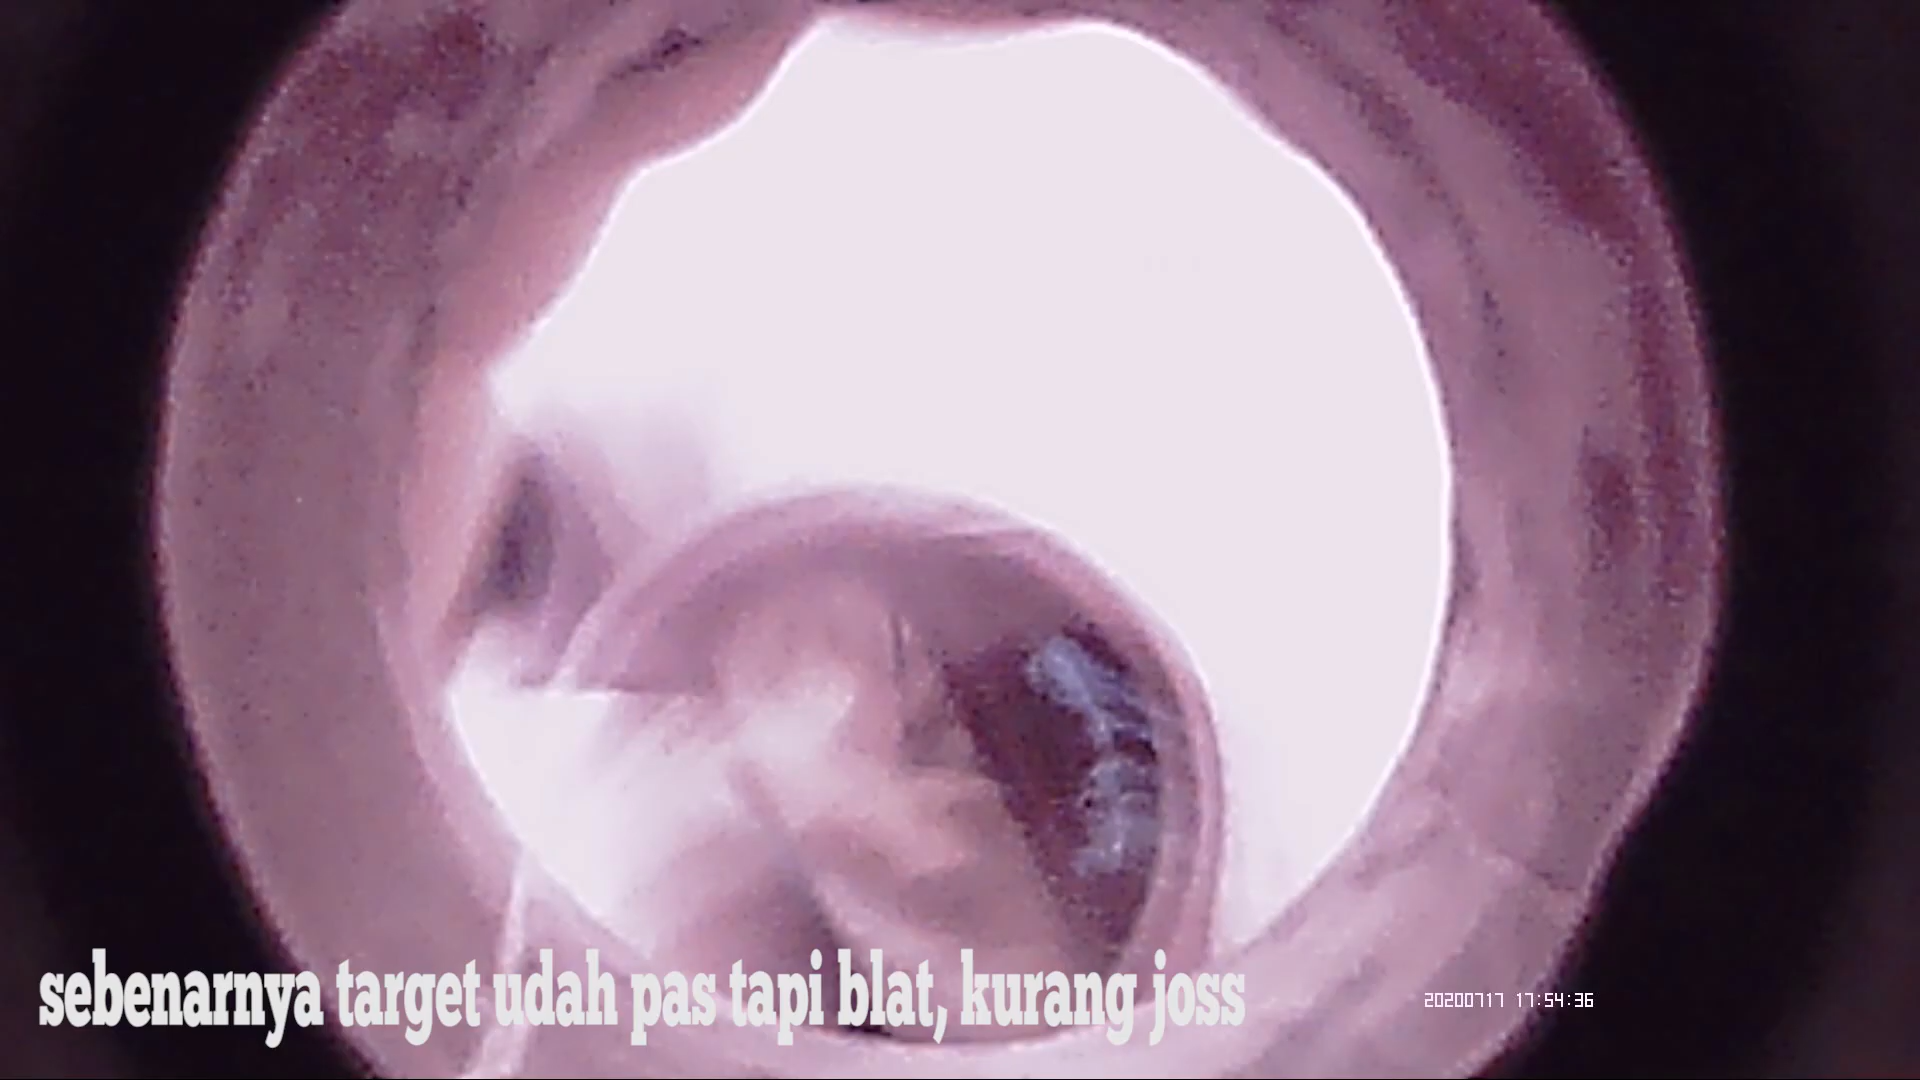 sebenarnya target udah pas tapi blat, kurang joss
20200717 17:54:36